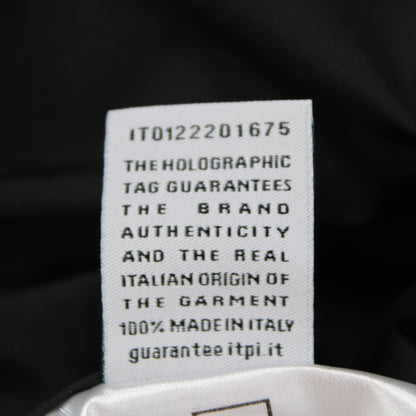 IT0122201675
THE HOLOGRAPHIC
TAG GUARANTEES
THE BRAND
AUTHENTICITY
AND THE REAL
ITALIAN ORIGIN OF
THE GARMENT
100% MADE IN ITALY
guarantee itpi.it